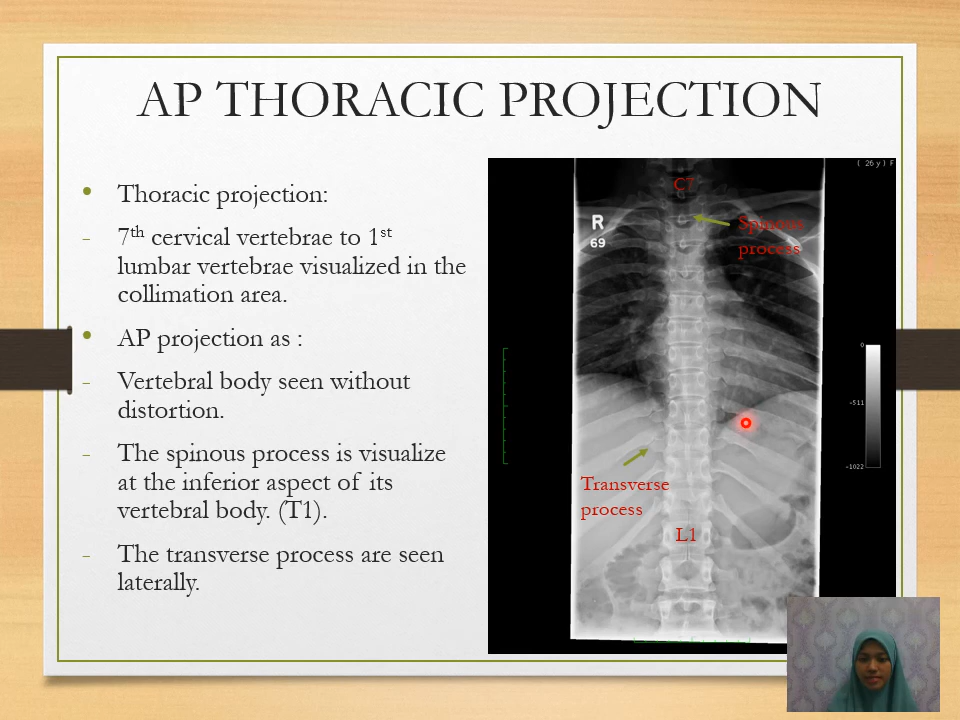 AP THORACIC PROJECTION
• Thoracic projection:
- 7th cervical vertebrae to 1st
lumbar vertebrae visualized in the
collimation area.
• AP projection as :
- Vertebral body seen without
distortion.
- The spinous process is visualize
at the inferior aspect of its
vertebral body. (T1).
- The transverse process are seen
laterally.
( 26 y ) F
C7
R
69
Spinous
process
0
-511
-1022
Transverse
process
L1